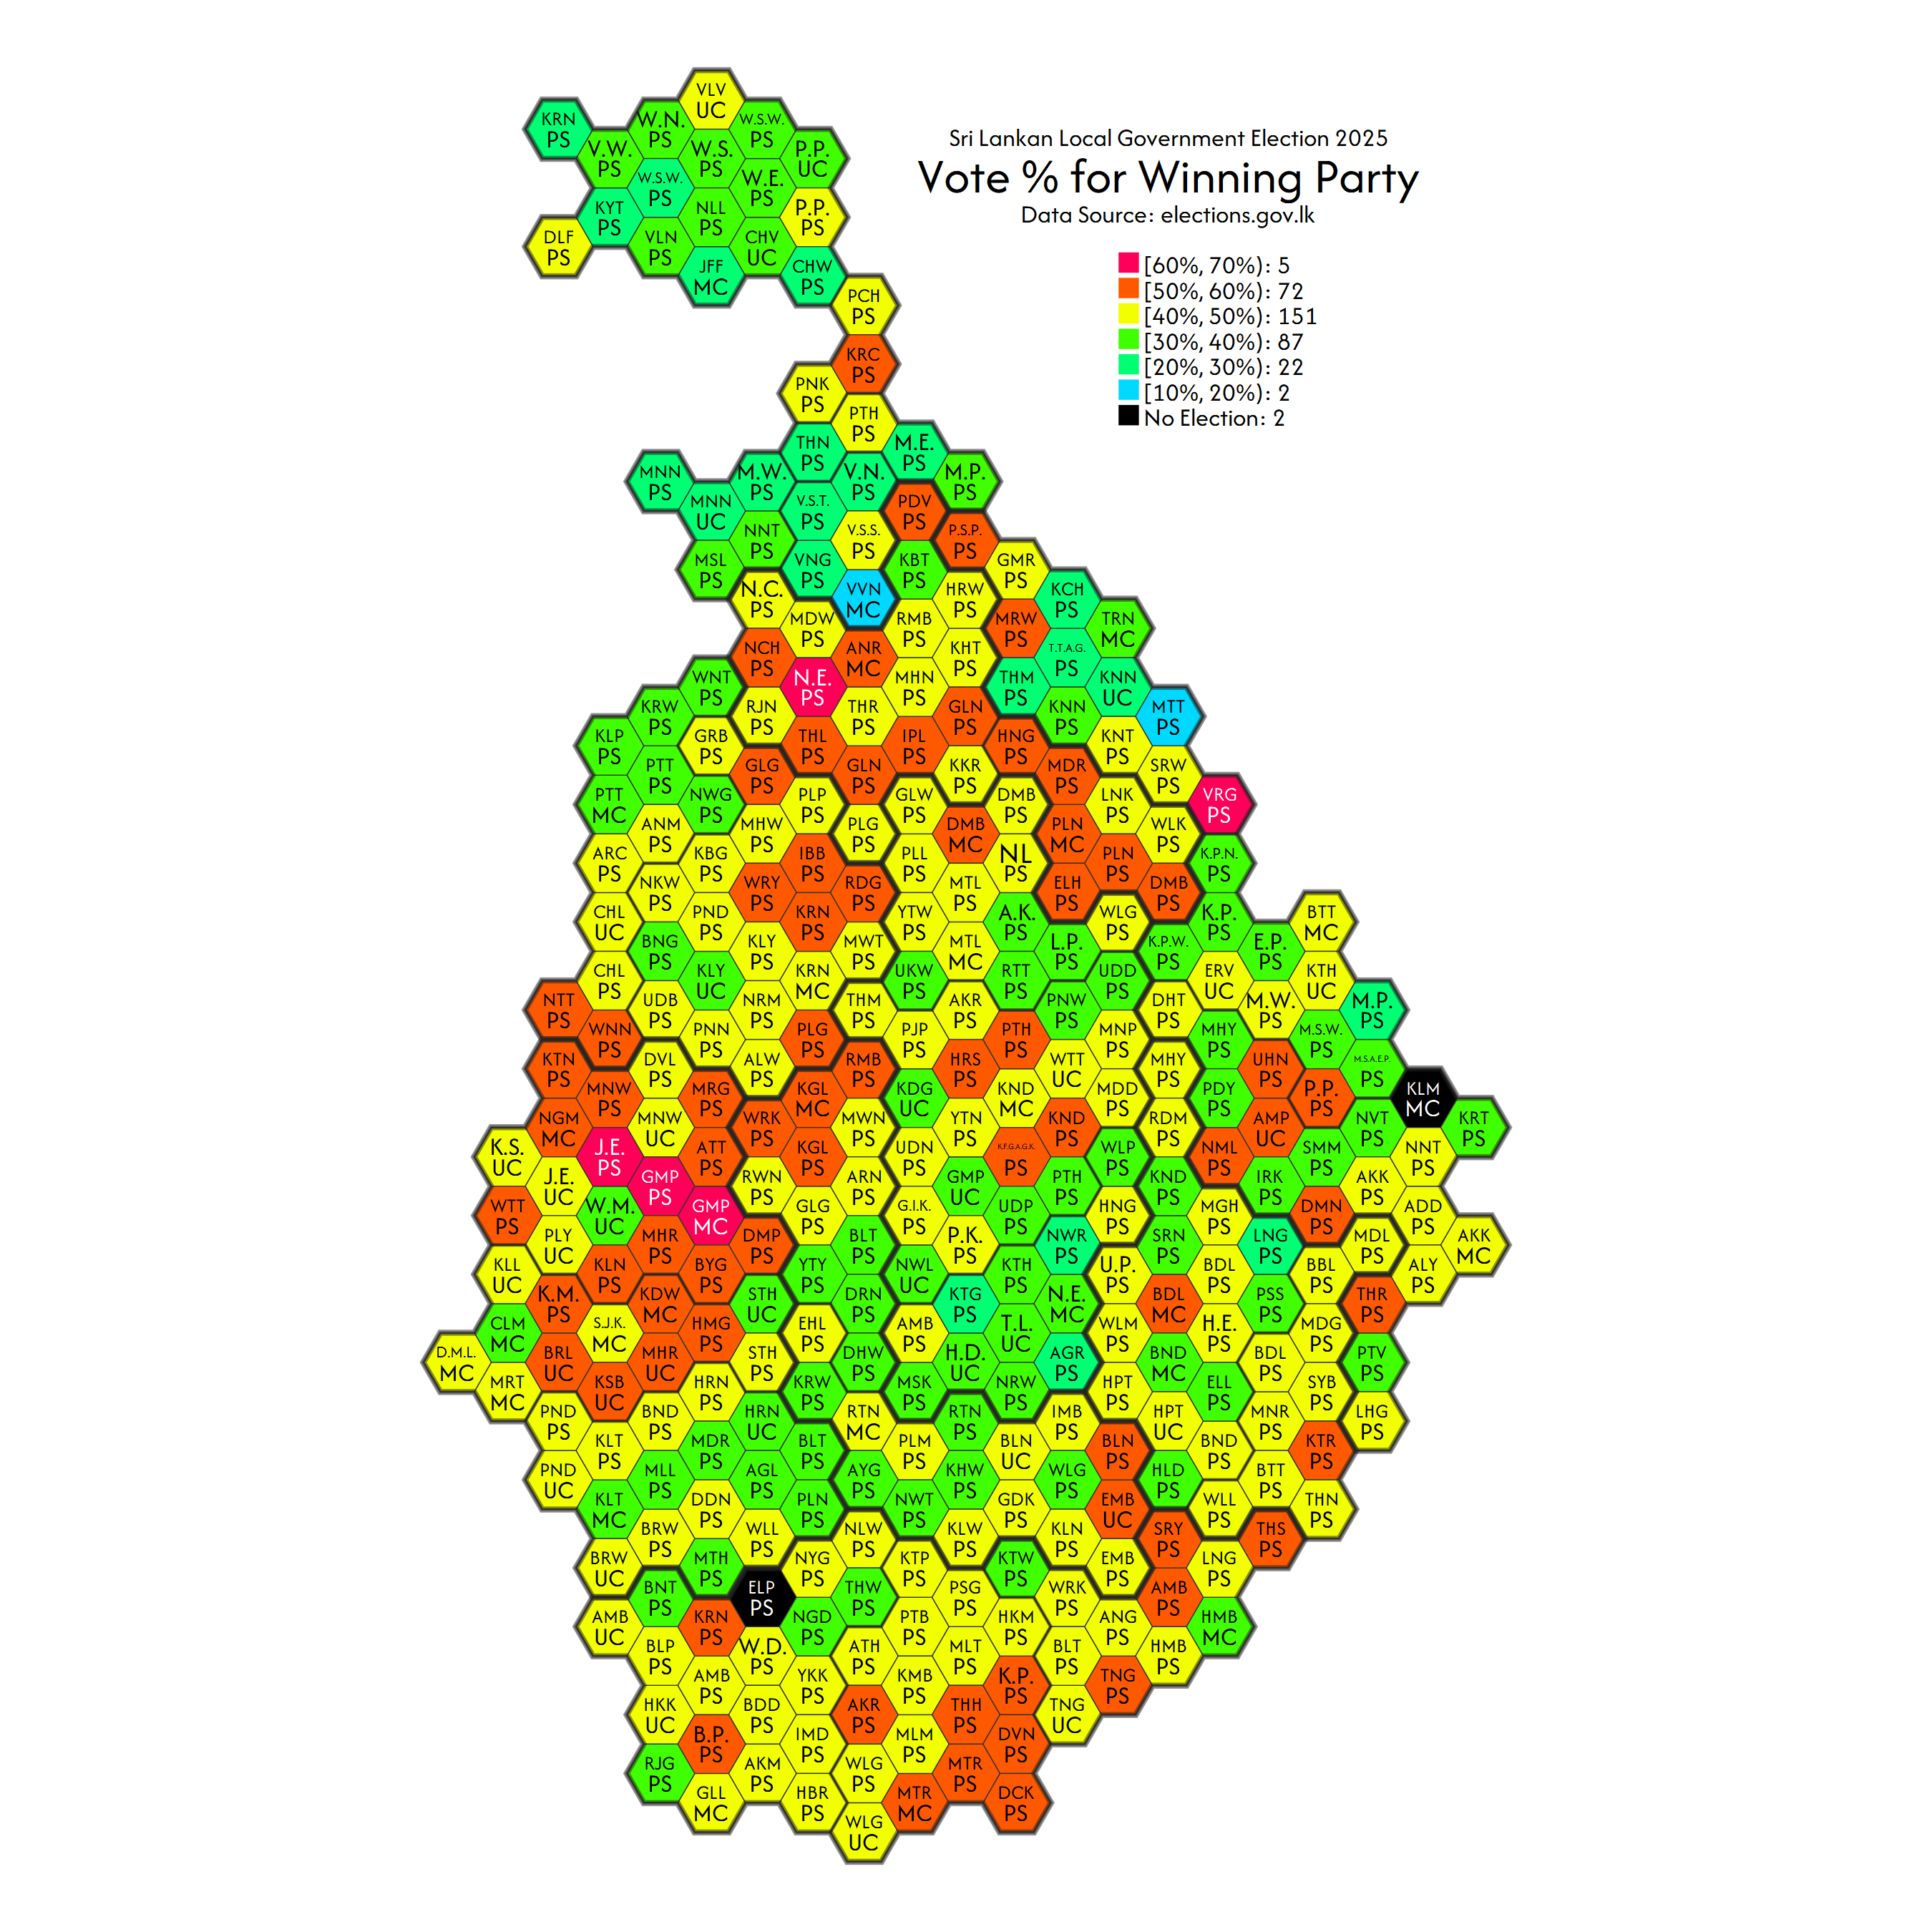 Sri Lankan Local Government Election 2025
Vote % for Winning Party
Data Source: elections.gov.lk
[60%, 70%): 5
[50%, 60%): 72
[40%, 50%): 151
[30%, 40%): 87
[20%, 30%): 22
[10%, 20%): 2
No Election: 2
VLV UC
KRN PS
W.N. PS
W.S.W. PS
V.W. PS
W.S. PS
P.P. UC
W.S.W. PS
W.E. PS
KYT PS
NLL PS
P.P. PS
DLF PS
VLN PS
CHV UC
JFF MC
CHW PS
PCH PS
KRC PS
PNK PS
PTH PS
THN PS
M.E. PS
MNN PS
M.W. PS
V.N. PS
M.P. PS
MNN UC
V.S.T. PS
PDV PS
NNT PS
V.S.S. PS
P.S.P. PS
MSL PS
VNG PS
KBT PS
GMR PS
N.C. PS
VVN MC
HRW PS
KCH PS
MDW PS
RMB PS
MRW PS
TRN MC
NCH PS
ANR MC
KHT PS
T.T.A.G. PS
WNT PS
N.E. PS
MHN PS
THM PS
KNN UC
KRW PS
RJN PS
THR PS
GLN PS
KNN PS
MTT PS
KLP PS
GRB PS
THL PS
IPL PS
HNG PS
KNT PS
PTT PS
GLG PS
GLN PS
KKR PS
MDR PS
SRW PS
PTT MC
NWG PS
PLP PS
GLW PS
DMB PS
LNK PS
VRG PS
ANM PS
MHW PS
PLG PS
DMB MC
PLN MC
WLK PS
ARC PS
KBG PS
IBB PS
PLL PS
NL PS
PLN PS
K.P.N. PS
NKW PS
WRY PS
RDG PS
MTL PS
ELH PS
DMB PS
CHL UC
PND PS
KRN PS
YTW PS
A.K. PS
WLG PS
K.P. PS
BTT MC
BNG PS
KLY PS
MWT PS
MTL MC
L.P. PS
K.P.W. PS
E.P. PS
CHL PS
KLY UC
KRN MC
UKW PS
RTT PS
UDD PS
ERV UC
KTH UC
NTT PS
UDB PS
NRM PS
THM PS
AKR PS
PNW PS
DHT PS
M.W. PS
M.P. PS
WNN PS
PNN PS
PLG PS
PJP PS
PTH PS
MNP PS
MHY PS
M.S.W. PS
KTN PS
DVL PS
ALW PS
RMB PS
HRS PS
WTT UC
MHY PS
UHN PS
M.S.A.E.P. PS
MNW PS
MRG PS
KGL MC
KDG UC
KND MC
MDD PS
PDY PS
P.P. PS
KLM MC
NGM MC
MNW UC
WRK PS
MWN PS
YTN PS
KND PS
RDM PS
AMP UC
NVT PS
KRT PS
K.S. UC
J.E. PS
ATT PS
KGL PS
UDN PS
K.F.G.A.G.K. PS
WLP PS
NML PS
SMM PS
NNT PS
J.E. UC
GMP PS
RWN PS
ARN PS
GMP UC
PTH PS
KND PS
IRK PS
AKK PS
WTT PS
W.M. UC
GMP MC
GLG PS
G.I.K. PS
UDP PS
HNG PS
MGH PS
DMN PS
ADD PS
PLY UC
MHR PS
DMP PS
BLT PS
P.K. PS
NWR PS
SRN PS
LNG PS
MDL PS
AKK MC
KLL UC
KLN PS
BYG PS
YTY PS
NWL UC
KTH PS
U.P. PS
BDL PS
BBL PS
ALY PS
K.M. PS
KDW MC
STH UC
DRN PS
KTG PS
N.E. MC
BDL MC
PSS PS
THR PS
CLM MC
S.J.K. MC
HMG PS
EHL PS
AMB PS
T.L. UC
WLM PS
H.E. PS
MDG PS
D.M.L. MC
BRL UC
MHR UC
STH PS
DHW PS
H.D. UC
AGR PS
BND MC
BDL PS
PTV PS
MRT MC
KSB UC
HRN PS
KRW PS
MSK PS
NRW PS
HPT PS
ELL PS
SYB PS
PND PS
BND PS
HRN UC
RTN MC
RTN PS
IMB PS
HPT UC
MNR PS
LHG PS
KLT PS
MDR PS
BLT PS
PLM PS
BLN UC
BLN PS
BND PS
KTR PS
PND UC
MLL PS
AGL PS
AYG PS
KHW PS
WLG PS
HLD PS
BTT PS
KLT MC
DDN PS
PLN PS
NWT PS
GDK PS
EMB UC
WLL PS
THN PS
BRW PS
WLL PS
NLW PS
KLW PS
KLN PS
SRY PS
THS PS
BRW UC
MTH PS
NYG PS
KTP PS
KTW PS
EMB PS
LNG PS
BNT PS
ELP PS
THW PS
PSG PS
WRK PS
AMB PS
AMB UC
KRN PS
NGD PS
PTB PS
HKM PS
ANG PS
HMB MC
BLP PS
W.D. PS
ATH PS
MLT PS
BLT PS
HMB PS
AMB PS
YKK PS
KMB PS
K.P. PS
TNG PS
HKK UC
BDD PS
AKR PS
THH PS
TNG UC
B.P. PS
IMD PS
MLM PS
DVN PS
RJG PS
AKM PS
WLG PS
MTR PS
GLL MC
HBR PS
MTR MC
DCK PS
WLG UC